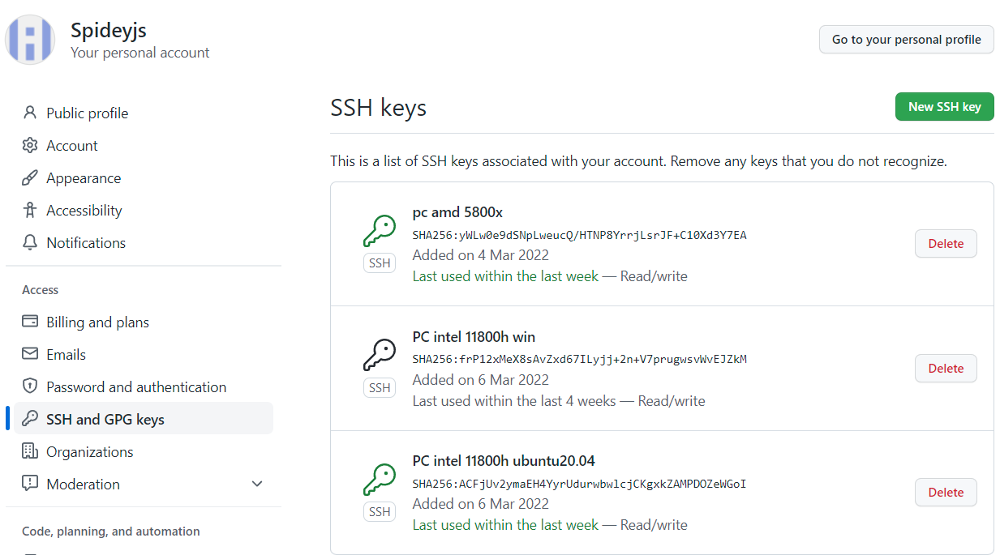 Spideyjs
Your personal account
Go to your personal profile
Public profile
Account
Appearance
Accessibility
Notifications
Access
Billing and plans
Emails
Password and authentication
SSH and GPG keys
Organizations
Moderation
Code, planning, and automation
SSH keys
New SSH key
This is a list of SSH keys associated with your account. Remove any keys that you do not recognize.
pc amd 5800x
SHA256:yWLw0e9dSNpLweucQ/HTNP8YrrjLsrJF+C10Xd3Y7EA
SSH
Added on 4 Mar 2022
Last used within the last week — Read/write
Delete
PC intel 11800h win
SHA256:frP12xMeX8sAvZxd67ILyjj+2n+V7prugwsvWvEJZkM
SSH
Added on 6 Mar 2022
Last used within the last 4 weeks — Read/write
Delete
PC intel 11800h ubuntu20.04
SHA256:ACFjUv2ymaEH4YyrUdurwbwlcjCKgxkZAMPDOZeWGoI
SSH
Added on 6 Mar 2022
Last used within the last week — Read/write
Delete